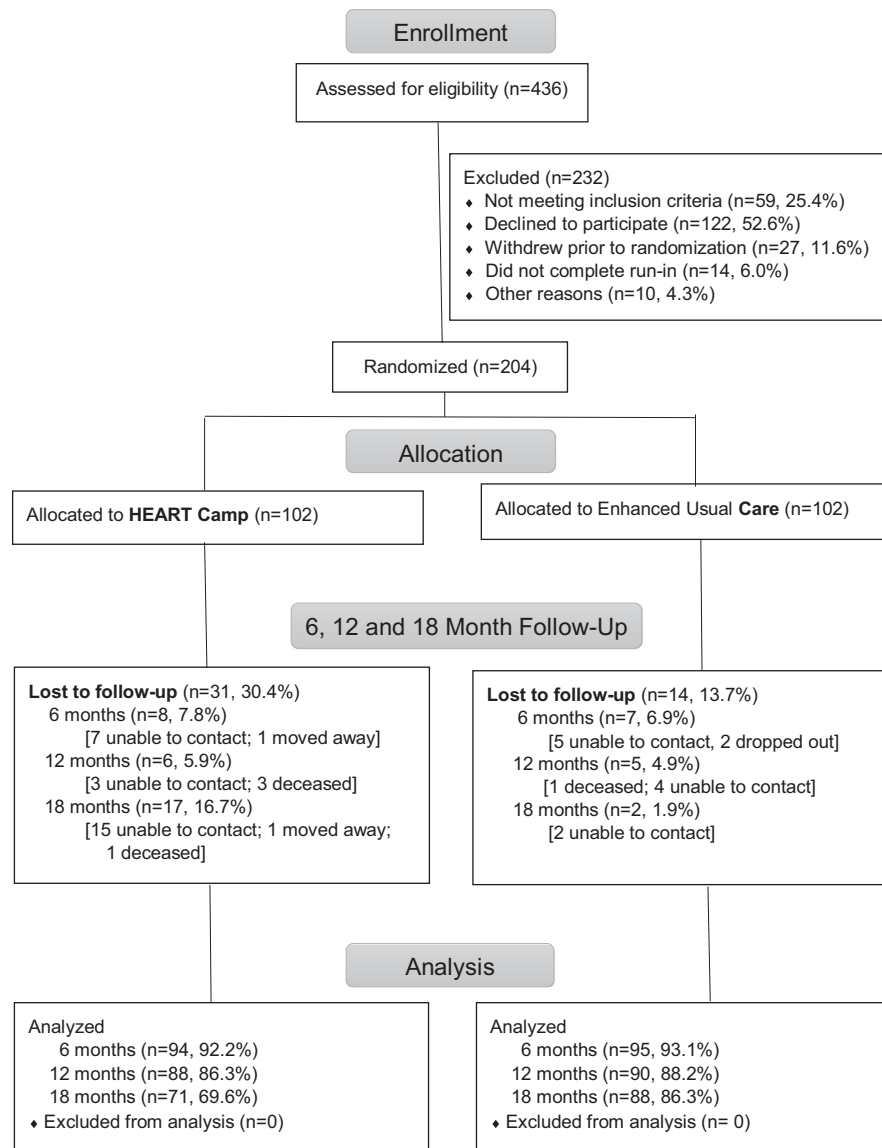 Enrollment
Assessed for eligibility (n=436)
Excluded (n=232)
♦ Not meeting inclusion criteria (n=59, 25.4%)
♦ Declined to participate (n=122, 52.6%)
♦ Withdrew prior to randomization (n=27, 11.6%)
♦ Did not complete run-in (n=14, 6.0%)
♦ Other reasons (n=10, 4.3%)
Randomized (n=204)
Allocation
Allocated to HEART Camp (n=102)
Allocated to Enhanced Usual Care (n=102)
6, 12 and 18 Month Follow-Up
Lost to follow-up (n=31, 30.4%)
6 months (n=8, 7.8%)
[7 unable to contact; 1 moved away]
12 months (n=6, 5.9%)
[3 unable to contact; 3 deceased]
18 months (n=17, 16.7%)
[15 unable to contact; 1 moved away;
1 deceased]
Lost to follow-up (n=14, 13.7%)
6 months (n=7, 6.9%)
[5 unable to contact, 2 dropped out]
12 months (n=5, 4.9%)
[1 deceased; 4 unable to contact]
18 months (n=2, 1.9%)
[2 unable to contact]
Analysis
Analyzed
6 months (n=94, 92.2%)
12 months (n=88, 86.3%)
18 months (n=71, 69.6%)
♦ Excluded from analysis (n=0)
Analyzed
6 months (n=95, 93.1%)
12 months (n=90, 88.2%)
18 months (n=88, 86.3%)
♦ Excluded from analysis (n= 0)